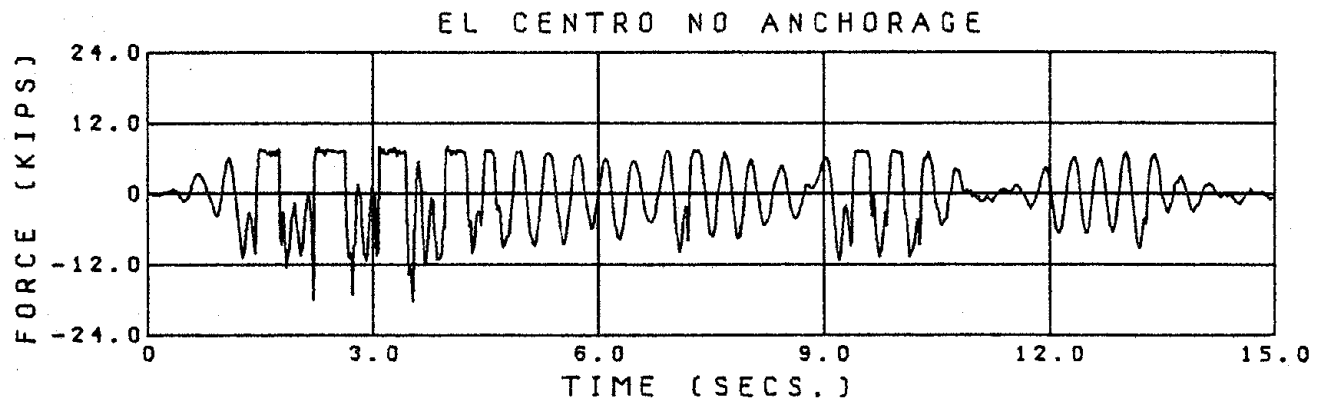 EL CENTRO NO ANCHORAGE
FORCE (KIPS)
24.0
12.0
0
-12.0
-24.0
0 3.0 6.0 9.0 12.0 15.0
TIME (SECS.)